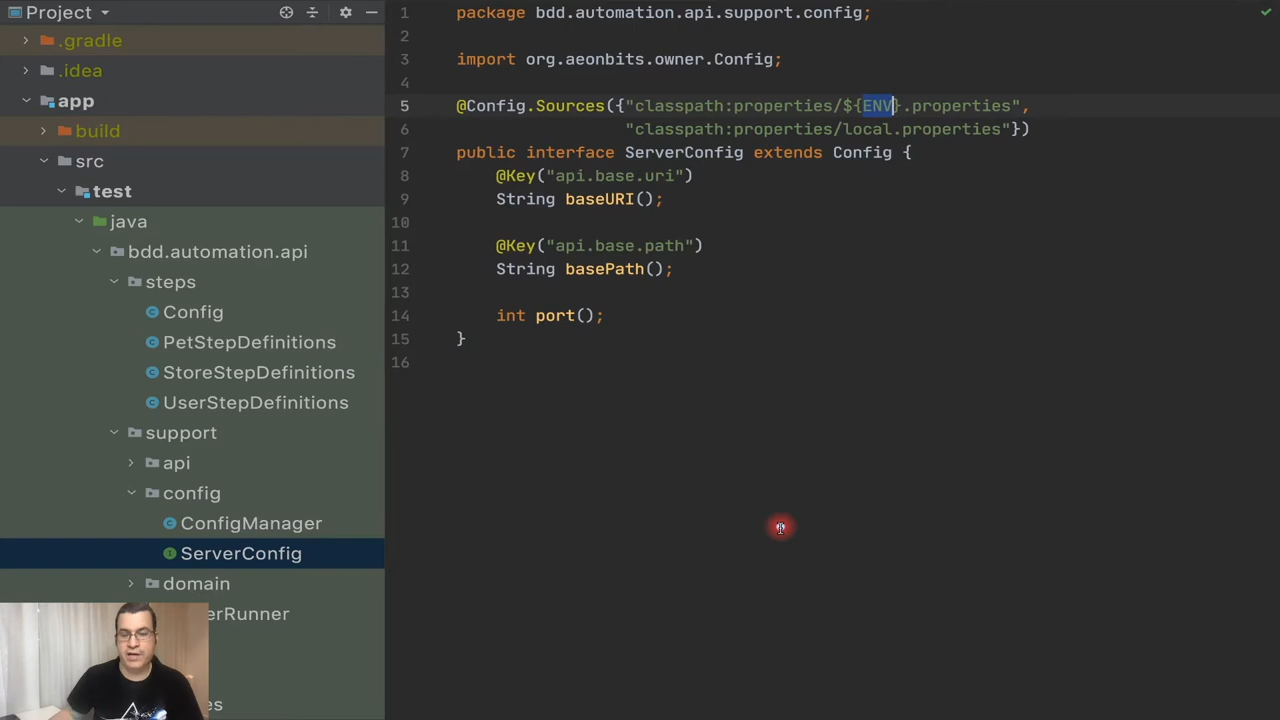 Project
.gradle
.idea
app
build
src
test
java
bdd.automation.api
steps
Config
PetStepDefinitions
StoreStepDefinitions
UserStepDefinitions
support
api
config
ConfigManager
ServerConfig
domain
erRunner
es
1 package bdd.automation.api.support.config;
2
3 import org.aeonbits.owner.Config;
4
5 @Config.Sources({"classpath:properties/${ENV}.properties",
6 "classpath:properties/local.properties"})
7 public interface ServerConfig extends Config {
8 @Key("api.base.uri")
9 String baseURI();
10
11 @Key("api.base.path")
12 String basePath();
13
14 int port();
15 }
16